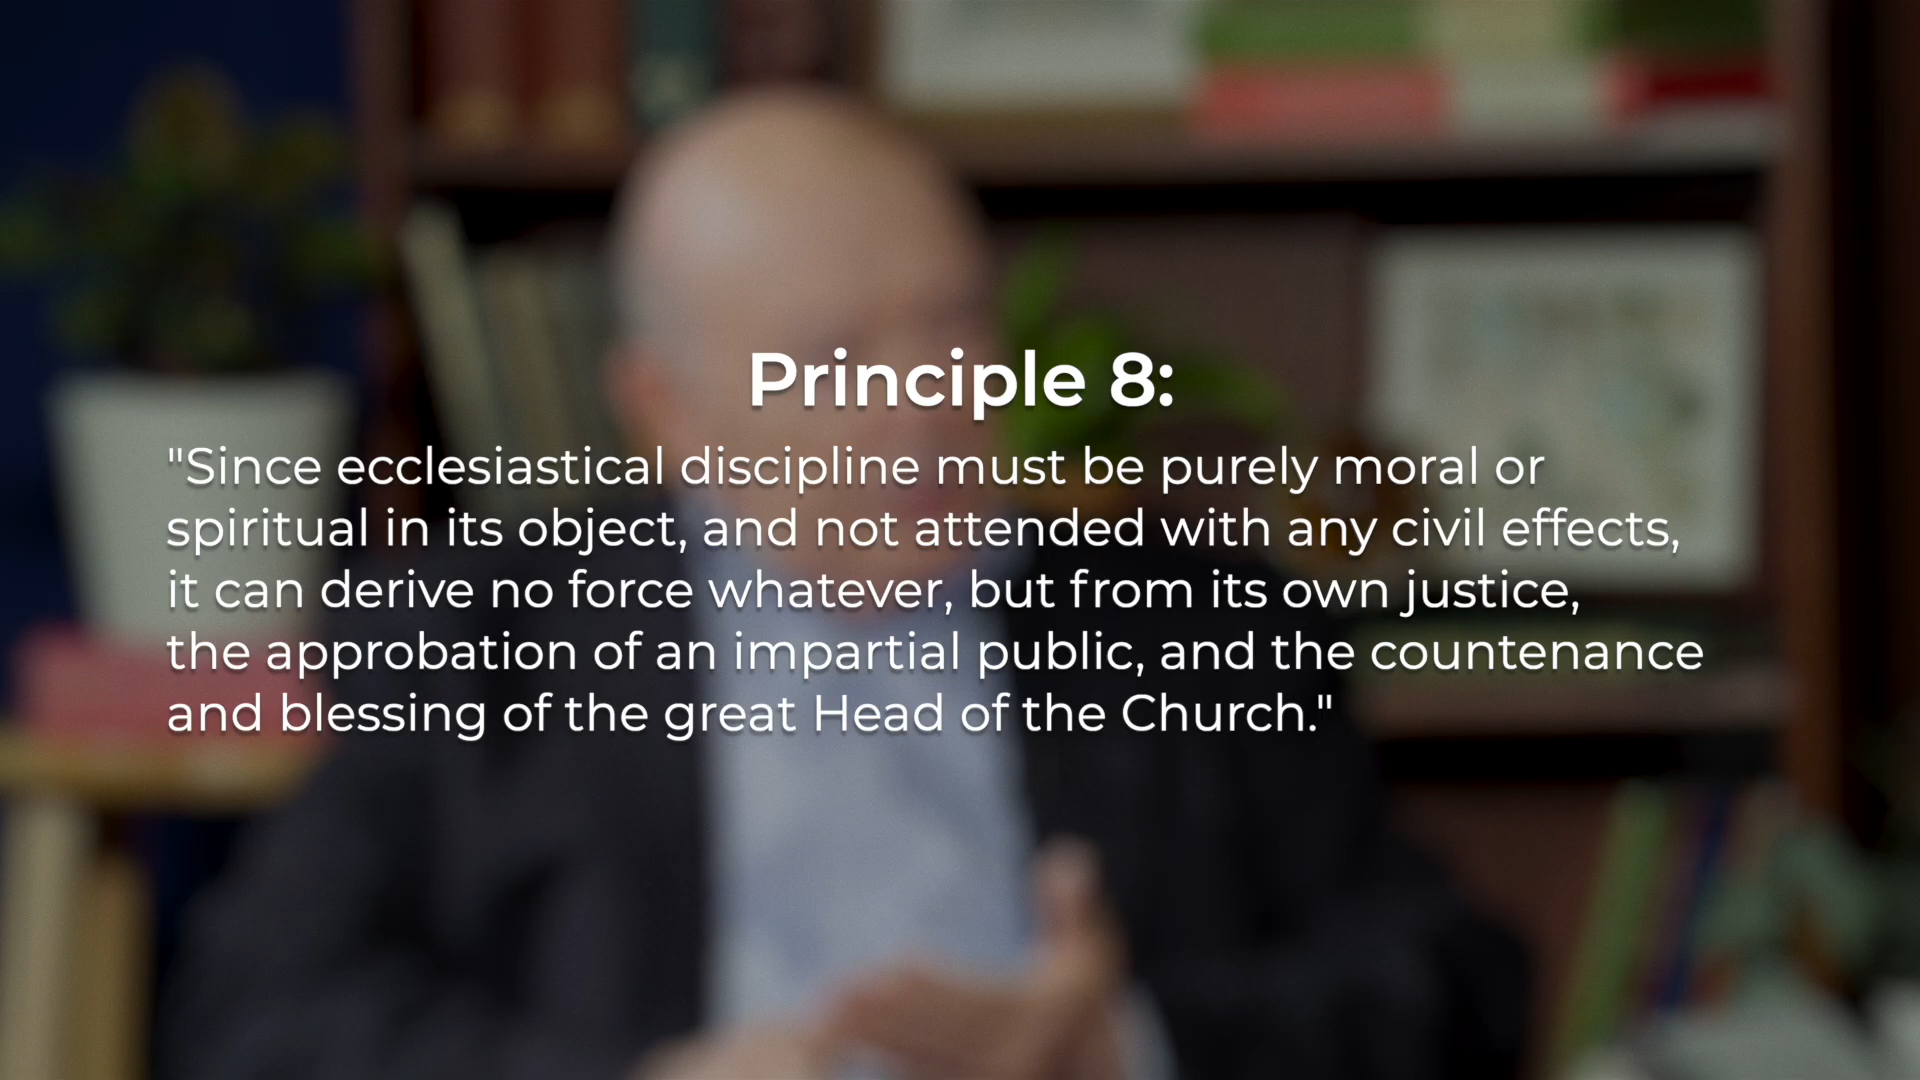 Principle 8:
"Since ecclesiastical discipline must be purely moral or
spiritual in its object, and not attended with any civil effects,
it can derive no force whatever, but from its own justice,
the approbation of an impartial public, and the countenance
and blessing of the great Head of the Church."